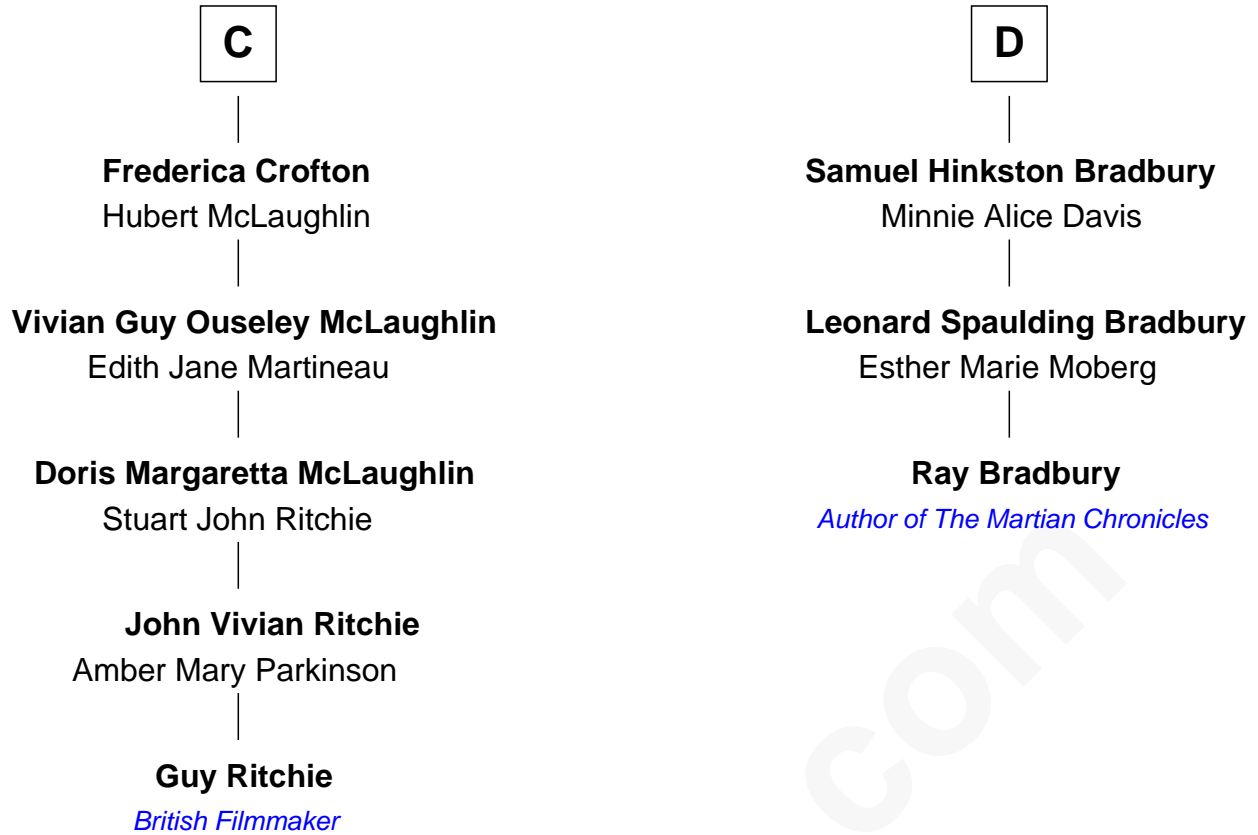 C
Frederica Crofton
Hubert McLaughlin
Vivian Guy Ouseley McLaughlin
Edith Jane Martineau
Doris Margaretta McLaughlin
Stuart John Ritchie
John Vivian Ritchie
Amber Mary Parkinson
Guy Ritchie
British Filmmaker
D
Samuel Hinkston Bradbury
Minnie Alice Davis
Leonard Spaulding Bradbury
Esther Marie Moberg
Ray Bradbury
Author of The Martian Chronicles
com